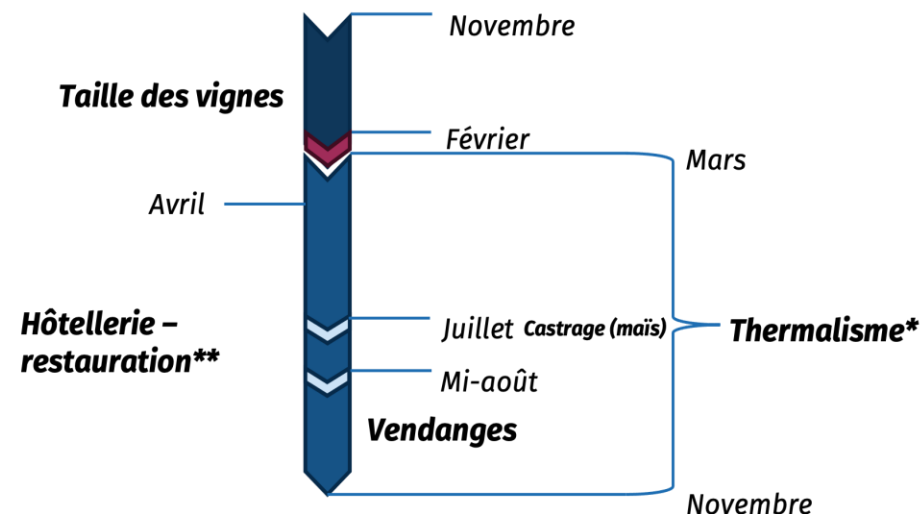 Novembre
Taille des vignes
Février
Mars
Avril
Hôtellerie –
restauration**
Juillet Castrage (maïs)
Thermalisme*
Mi-août
Vendanges
Novembre